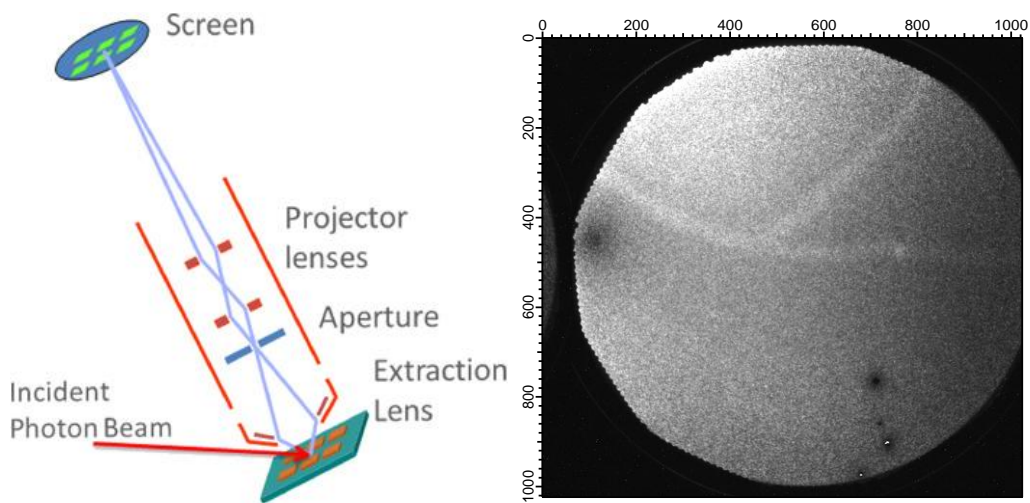 Screen
Projector
lenses
Aperture
Extraction
Lens
Incident
Photon Beam
0 200 400 600 800 1000
0
200
400
600
800
1000